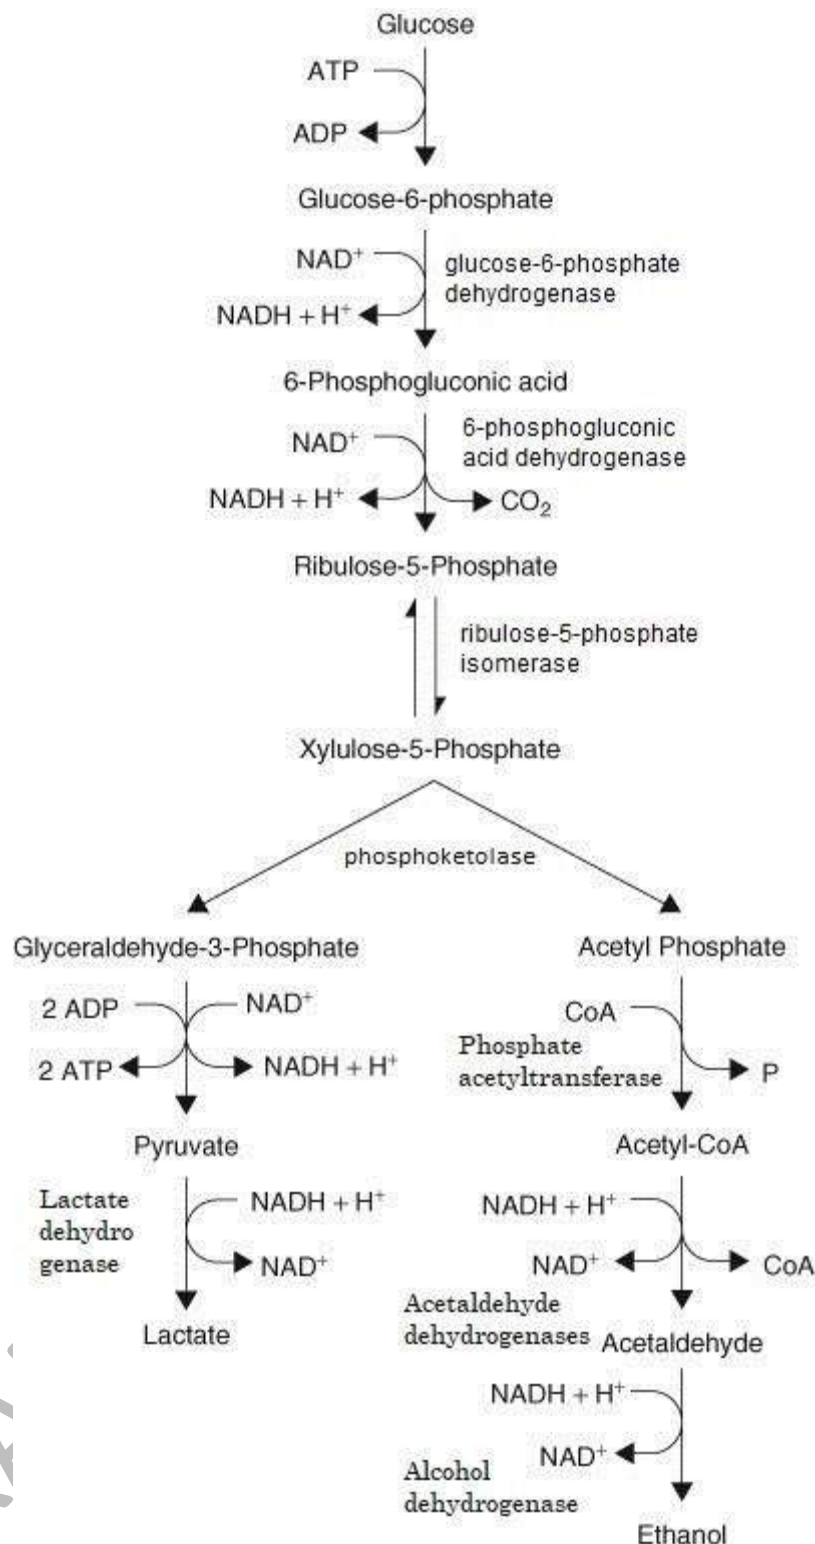 Glucose
ATP
ADP
Glucose-6-phosphate
NAD⁺
glucose-6-phosphate
dehydrogenase
NADH + H⁺
6-Phosphogluconic acid
NAD⁺
6-phosphogluconic
acid dehydrogenase
NADH + H⁺
CO₂
Ribulose-5-Phosphate
ribulose-5-phosphate
isomerase
Xylulose-5-Phosphate
phosphoketolase
Glyceraldehyde-3-Phosphate
2 ADP
NAD⁺
2 ATP
NADH + H⁺
Pyruvate
Lactate
dehydro
genase
NADH + H⁺
NAD⁺
Lactate
Acetyl Phosphate
CoA
Phosphate
acetyltransferase
P
Acetyl-CoA
NADH + H⁺
NAD⁺
CoA
Acetaldehyde
dehydrogenases
Acetaldehyde
NADH + H⁺
NAD⁺
Alcohol
dehydrogenase
Ethanol